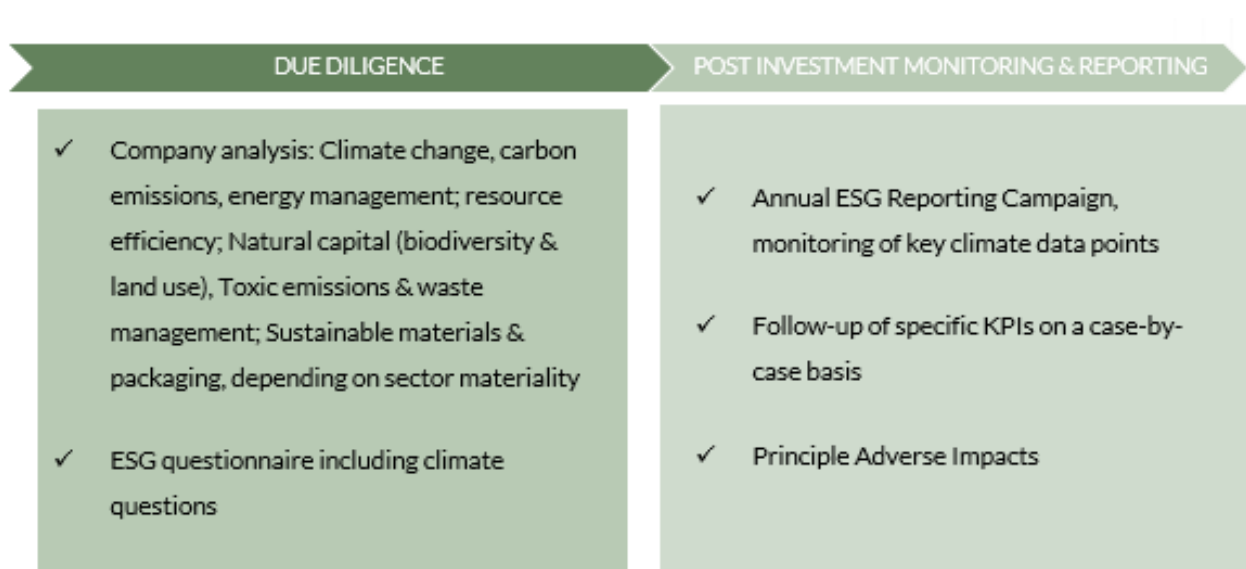 DUE DILIGENCE
POST INVESTMENT MONITORING & REPORTING
✓ Company analysis: Climate change, carbon
emissions, energy management; resource
efficiency; Natural capital (biodiversity &
land use), Toxic emissions & waste
management; Sustainable materials &
packaging, depending on sector materiality
✓ ESG questionnaire including climate
questions
✓ Annual ESG Reporting Campaign,
monitoring of key climate data points
✓ Follow-up of specific KPIs on a case-by-
case basis
✓ Principle Adverse Impacts